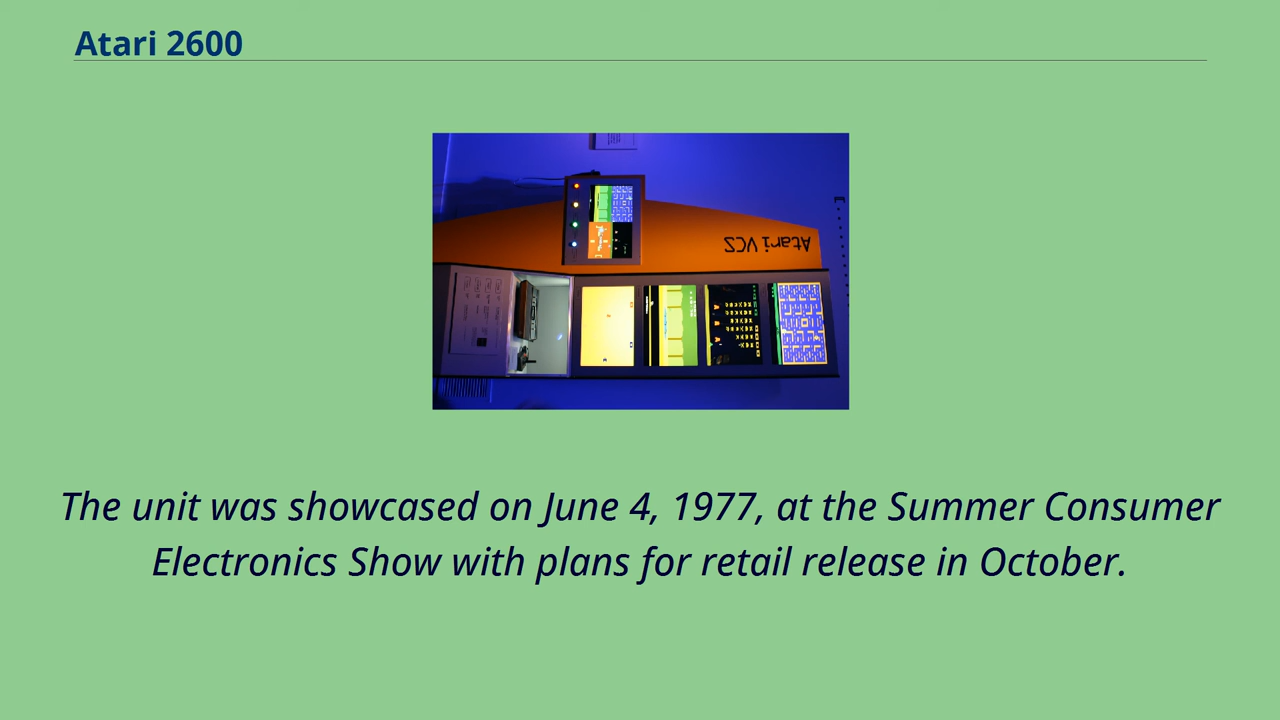 Atari 2600
Atari VCS
The unit was showcased on June 4, 1977, at the Summer Consumer
Electronics Show with plans for retail release in October.